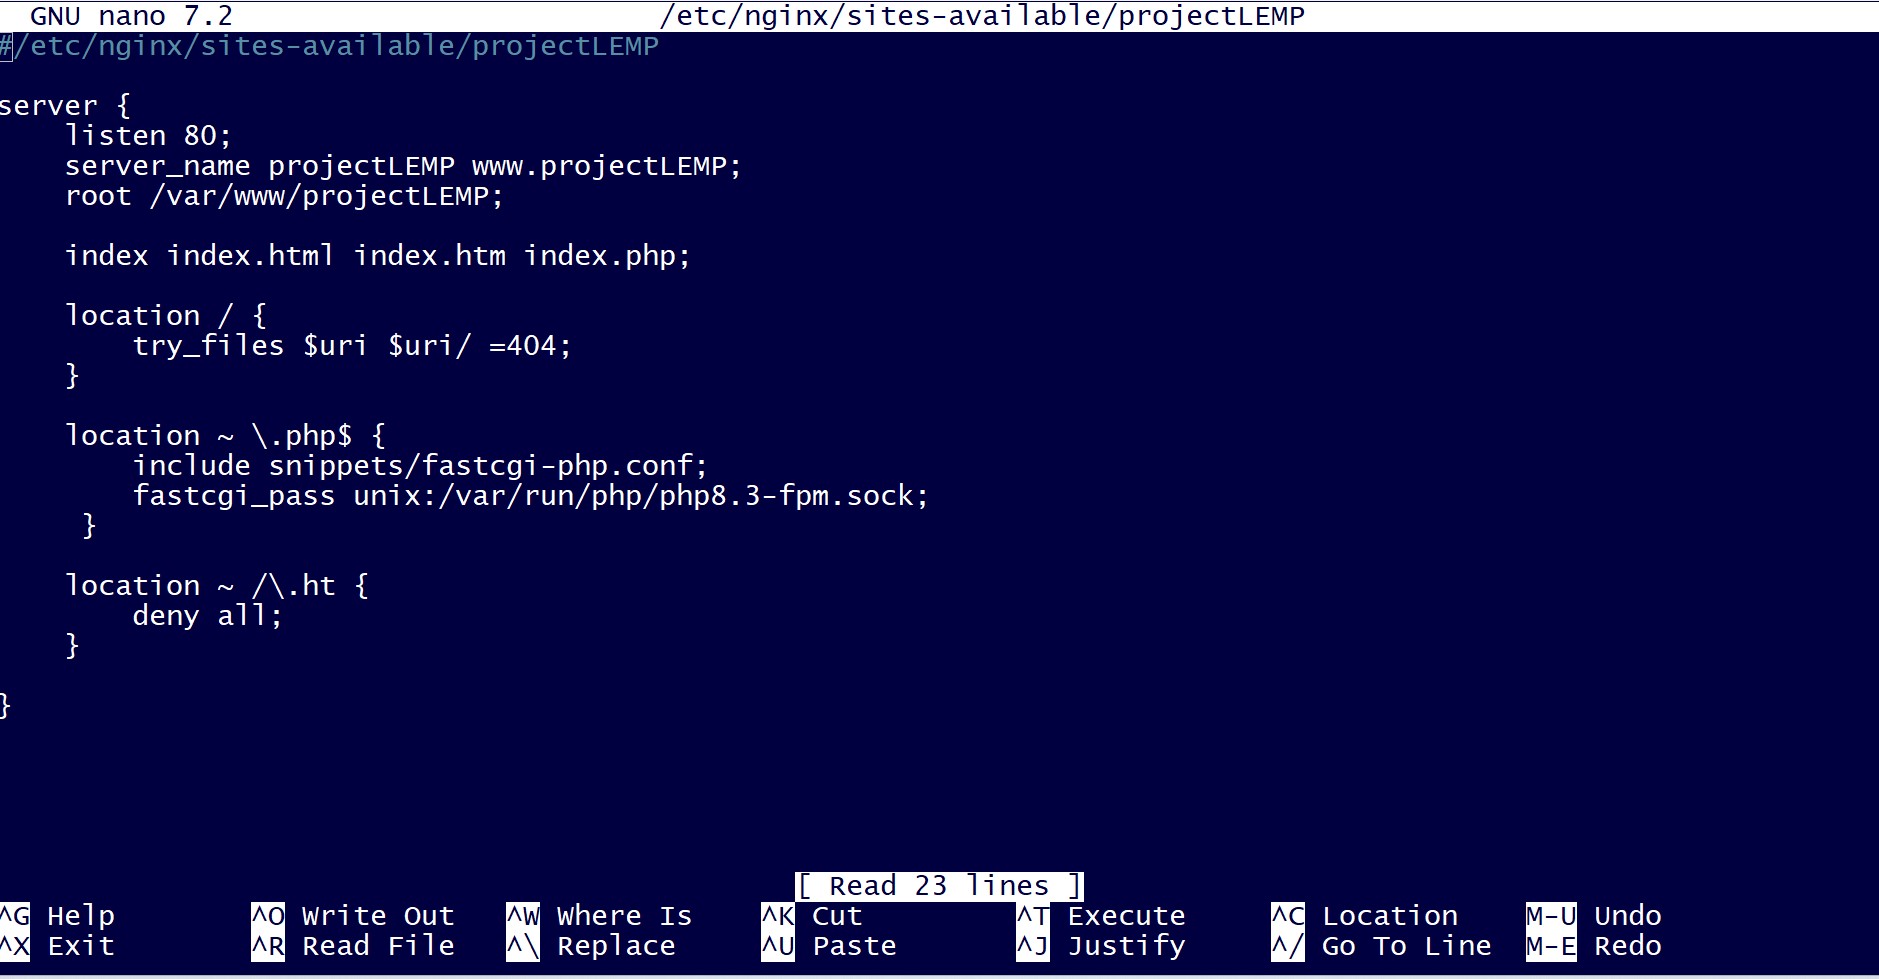 GNU nano 7.2 /etc/nginx/sites-available/projectLEMP
#/etc/nginx/sites-available/projectLEMP
server {
listen 80;
server_name projectLEMP www.projectLEMP;
root /var/www/projectLEMP;
index index.html index.htm index.php;
location / {
try_files $uri $uri/ =404;
}
location ~ \.php$ {
include snippets/fastcgi-php.conf;
fastcgi_pass unix:/var/run/php/php8.3-fpm.sock;
}
location ~ /\.ht {
deny all;
}
}
[ Read 23 lines ]
^G Help ^O Write Out ^W Where Is ^K Cut ^T Execute ^C Location M-U Undo
^X Exit ^R Read File ^\ Replace ^U Paste ^J Justify ^/ Go To Line M-E Redo